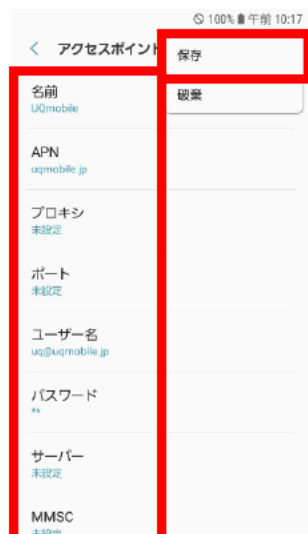 100% 午前 10:17
アクセスポイント
保存
破棄
名前
UQmobile
APN
uqmobile.jp
プロキシ
未設定
ポート
未設定
ユーザー名
uq@uqmobile.jp
パスワード
**
サーバー
未設定
MMSC
未設定